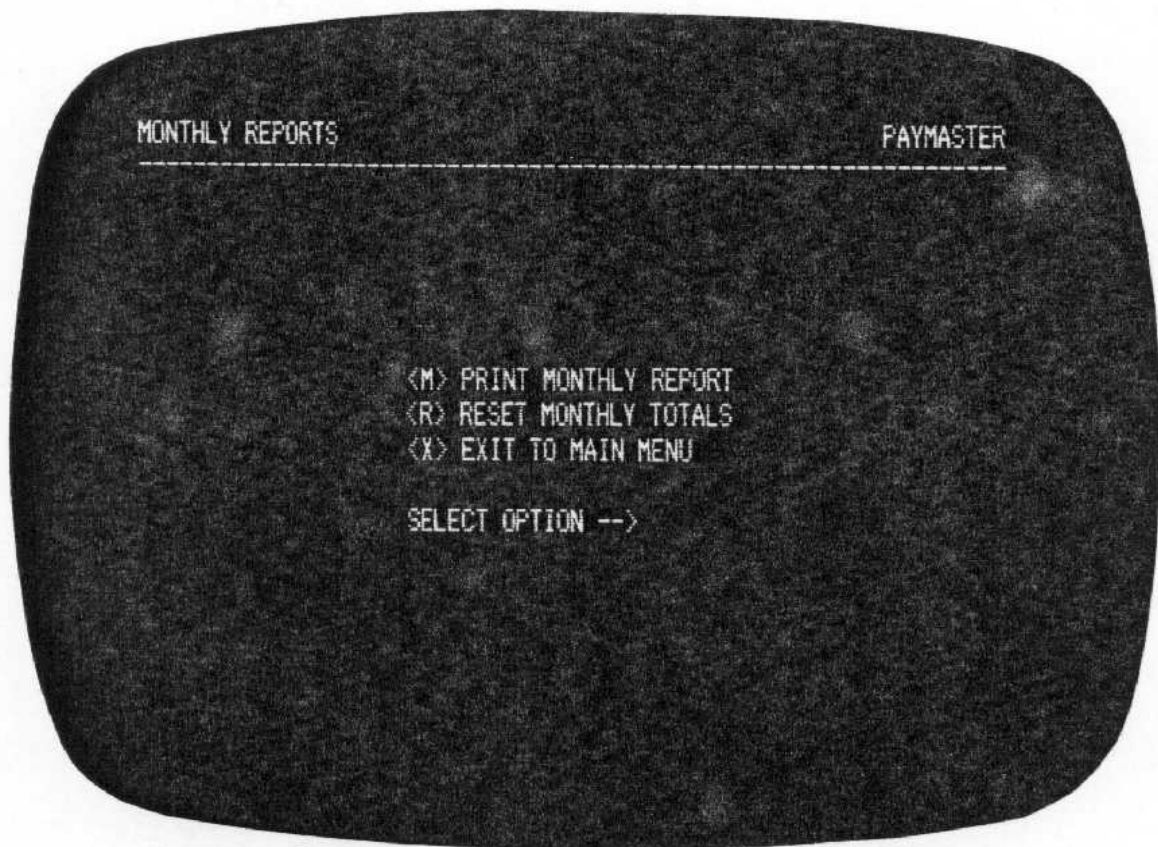 MONTHLY REPORTS PAYMASTER
--------------------------------------------------------------------------------
<M> PRINT MONTHLY REPORT
<R> RESET MONTHLY TOTALS
<X> EXIT TO MAIN MENU
SELECT OPTION -->